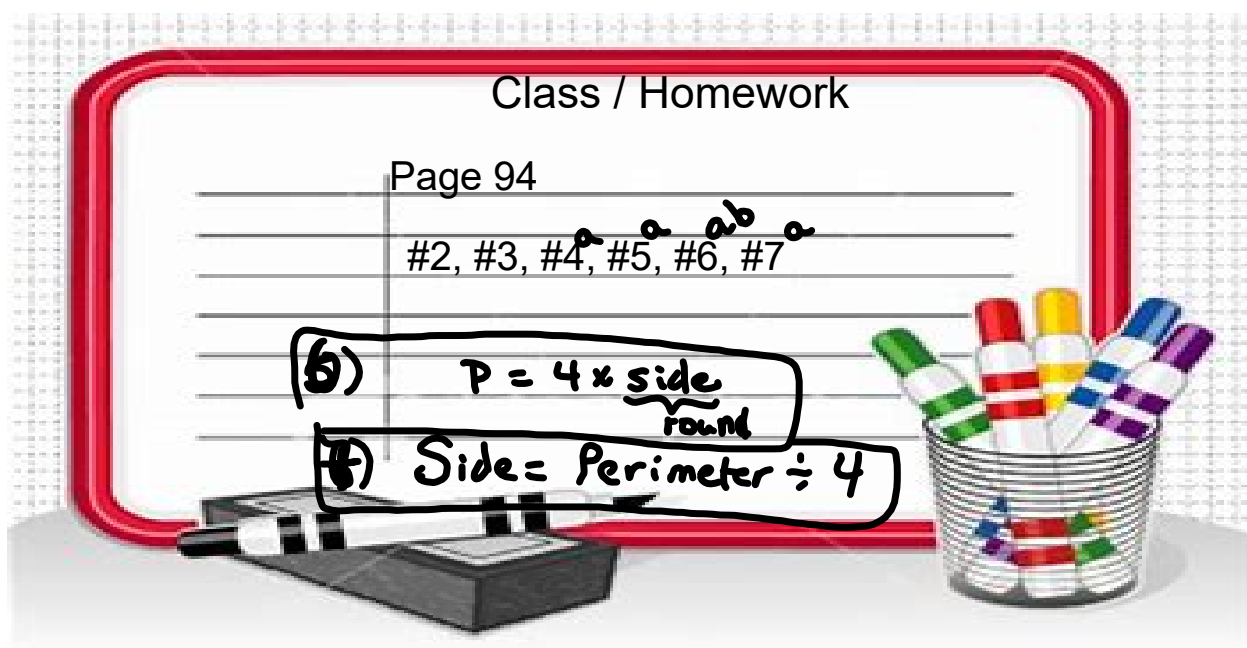 Class / Homework
Page 94
a a ab a
#2, #3, #4, #5, #6, #7
P = 4 x side
round
Side = Perimeter ÷ 4